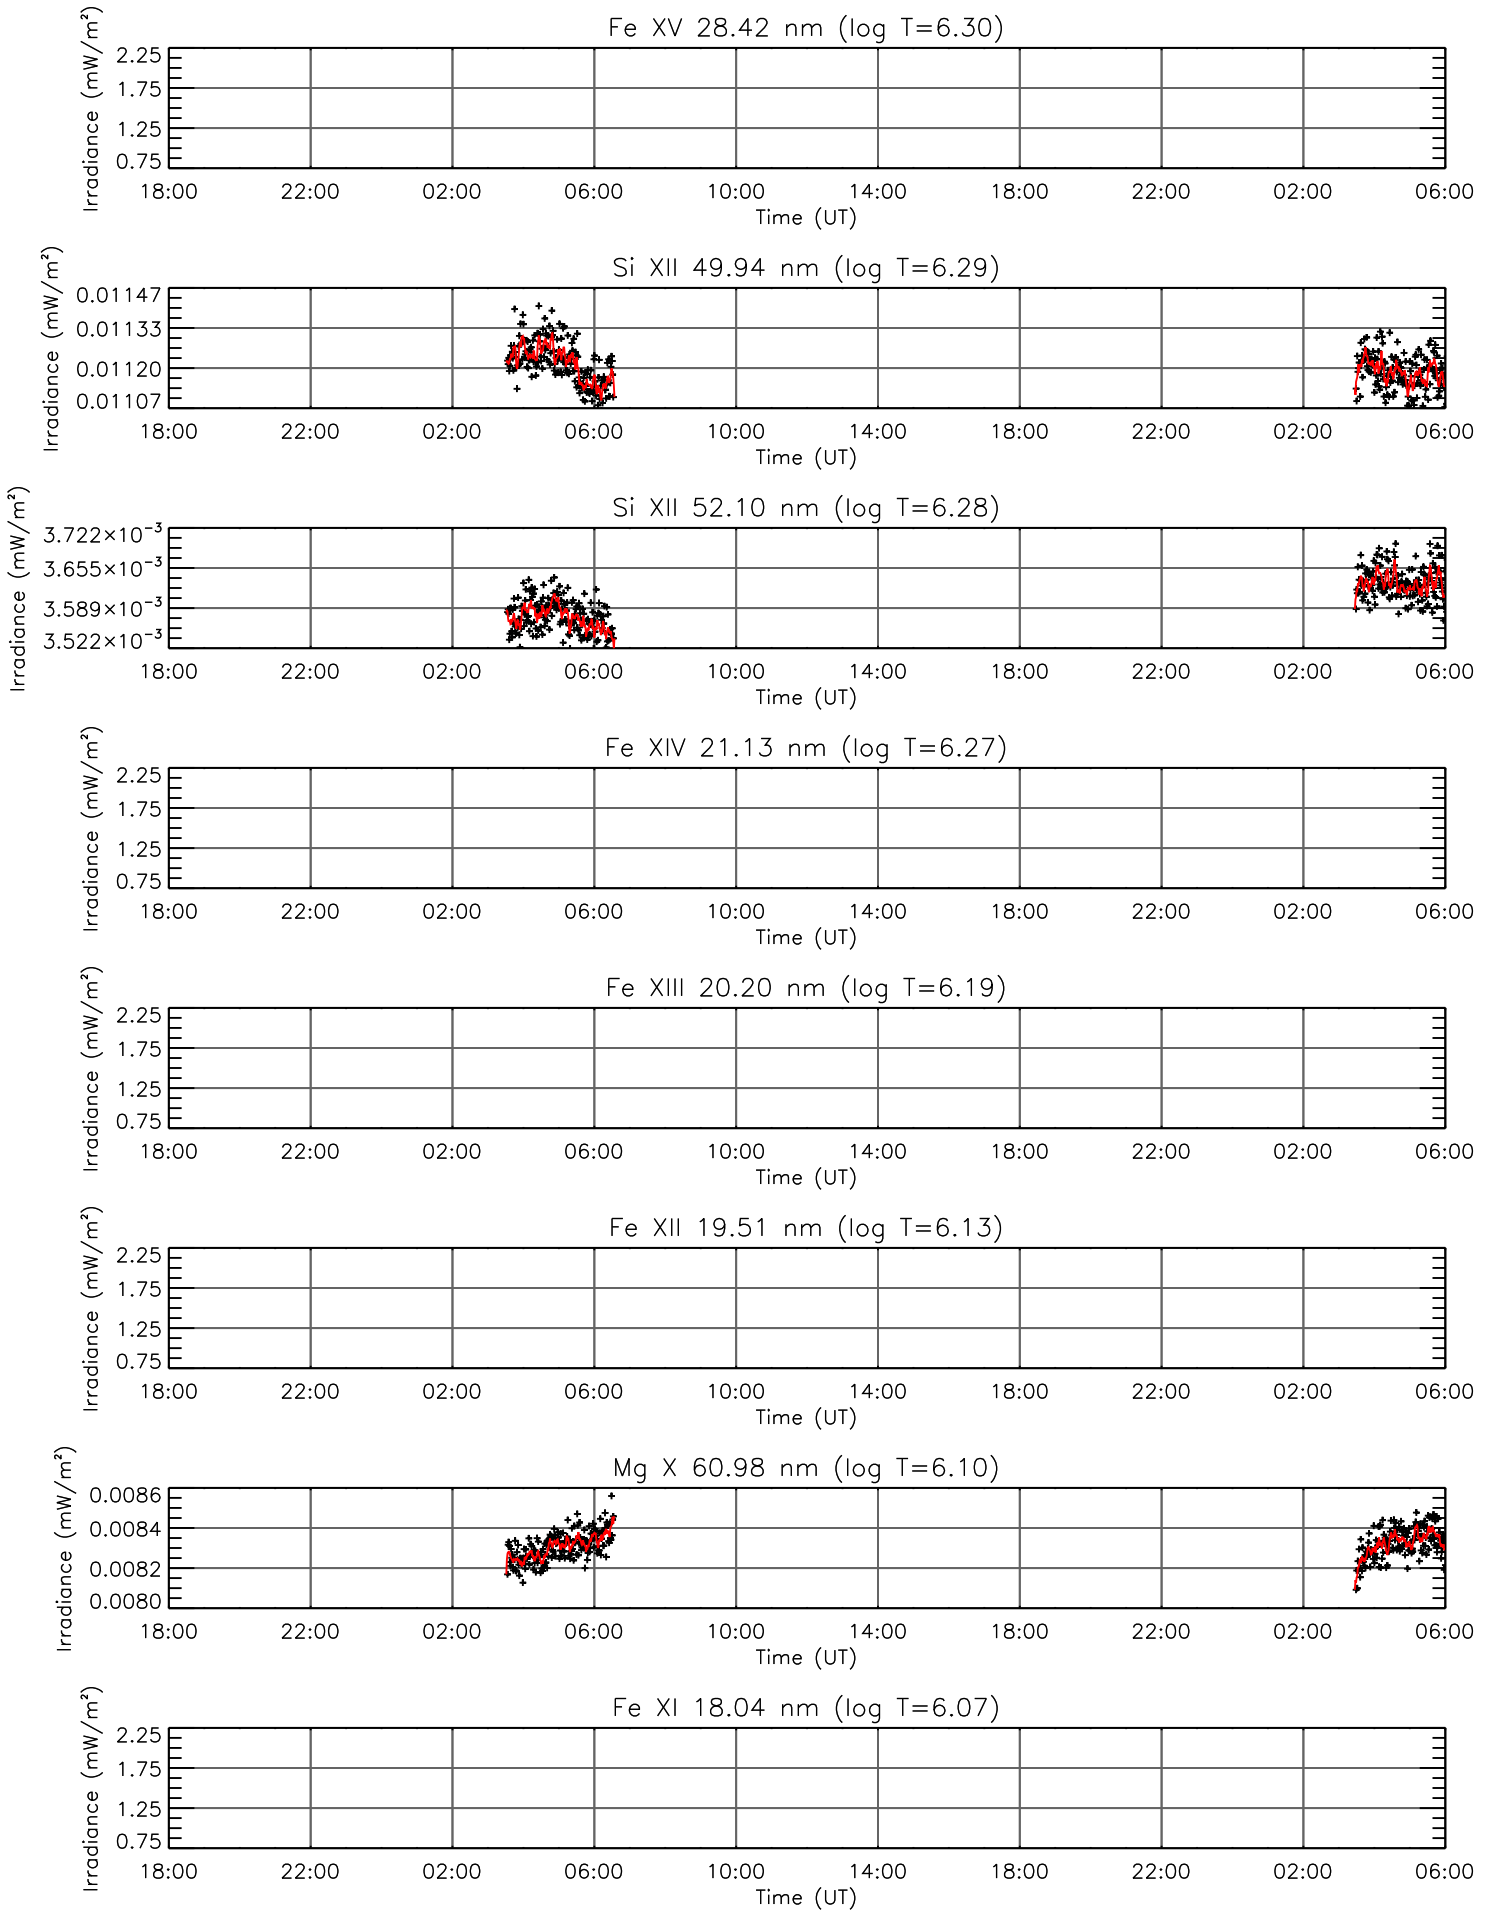 Fe XV 28.42 nm (log T=6.30)
Irradiance (mW/m²)
2.25
1.75
1.25
0.75
18:00 22:00 02:00 06:00 10:00 14:00 18:00 22:00 02:00 06:00
Time (UT)
Si XII 49.94 nm (log T=6.29)
Irradiance (mW/m²)
0.01147
0.01133
0.01120
0.01107
18:00 22:00 02:00 06:00 10:00 14:00 18:00 22:00 02:00 06:00
Time (UT)
Si XII 52.10 nm (log T=6.28)
Irradiance (mW/m²)
3.722×10⁻³
3.655×10⁻³
3.589×10⁻³
3.522×10⁻³
18:00 22:00 02:00 06:00 10:00 14:00 18:00 22:00 02:00 06:00
Time (UT)
Fe XIV 21.13 nm (log T=6.27)
Irradiance (mW/m²)
2.25
1.75
1.25
0.75
18:00 22:00 02:00 06:00 10:00 14:00 18:00 22:00 02:00 06:00
Time (UT)
Fe XIII 20.20 nm (log T=6.19)
Irradiance (mW/m²)
2.25
1.75
1.25
0.75
18:00 22:00 02:00 06:00 10:00 14:00 18:00 22:00 02:00 06:00
Time (UT)
Fe XII 19.51 nm (log T=6.13)
Irradiance (mW/m²)
2.25
1.75
1.25
0.75
18:00 22:00 02:00 06:00 10:00 14:00 18:00 22:00 02:00 06:00
Time (UT)
Mg X 60.98 nm (log T=6.10)
Irradiance (mW/m²)
0.0086
0.0084
0.0082
0.0080
18:00 22:00 02:00 06:00 10:00 14:00 18:00 22:00 02:00 06:00
Time (UT)
Fe XI 18.04 nm (log T=6.07)
Irradiance (mW/m²)
2.25
1.75
1.25
0.75
18:00 22:00 02:00 06:00 10:00 14:00 18:00 22:00 02:00 06:00
Time (UT)